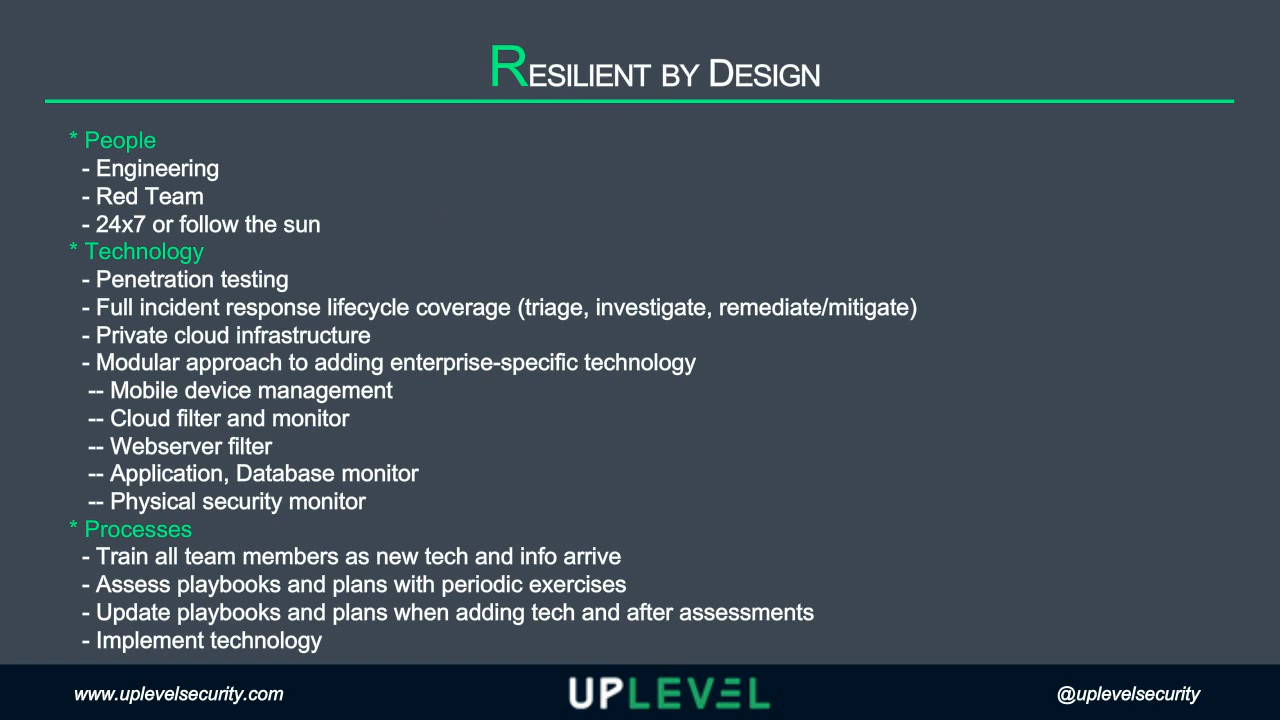 RESILIENT BY DESIGN
* People
- Engineering
- Red Team
- 24x7 or follow the sun
* Technology
- Penetration testing
- Full incident response lifecycle coverage (triage, investigate, remediate/mitigate)
- Private cloud infrastructure
- Modular approach to adding enterprise-specific technology
-- Mobile device management
-- Cloud filter and monitor
-- Webserver filter
-- Application, Database monitor
-- Physical security monitor
* Processes
- Train all team members as new tech and info arrive
- Assess playbooks and plans with periodic exercises
- Update playbooks and plans when adding tech and after assessments
- Implement technology
www.uplevelsecurity.com
UPLEVEL
@uplevelsecurity